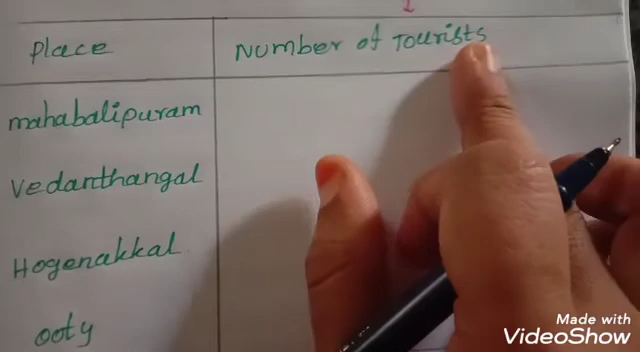 Place Number of Tourists
mahabalipuram
Vedanthangal
Hogenakkal
ooty
Made with
VideoShow